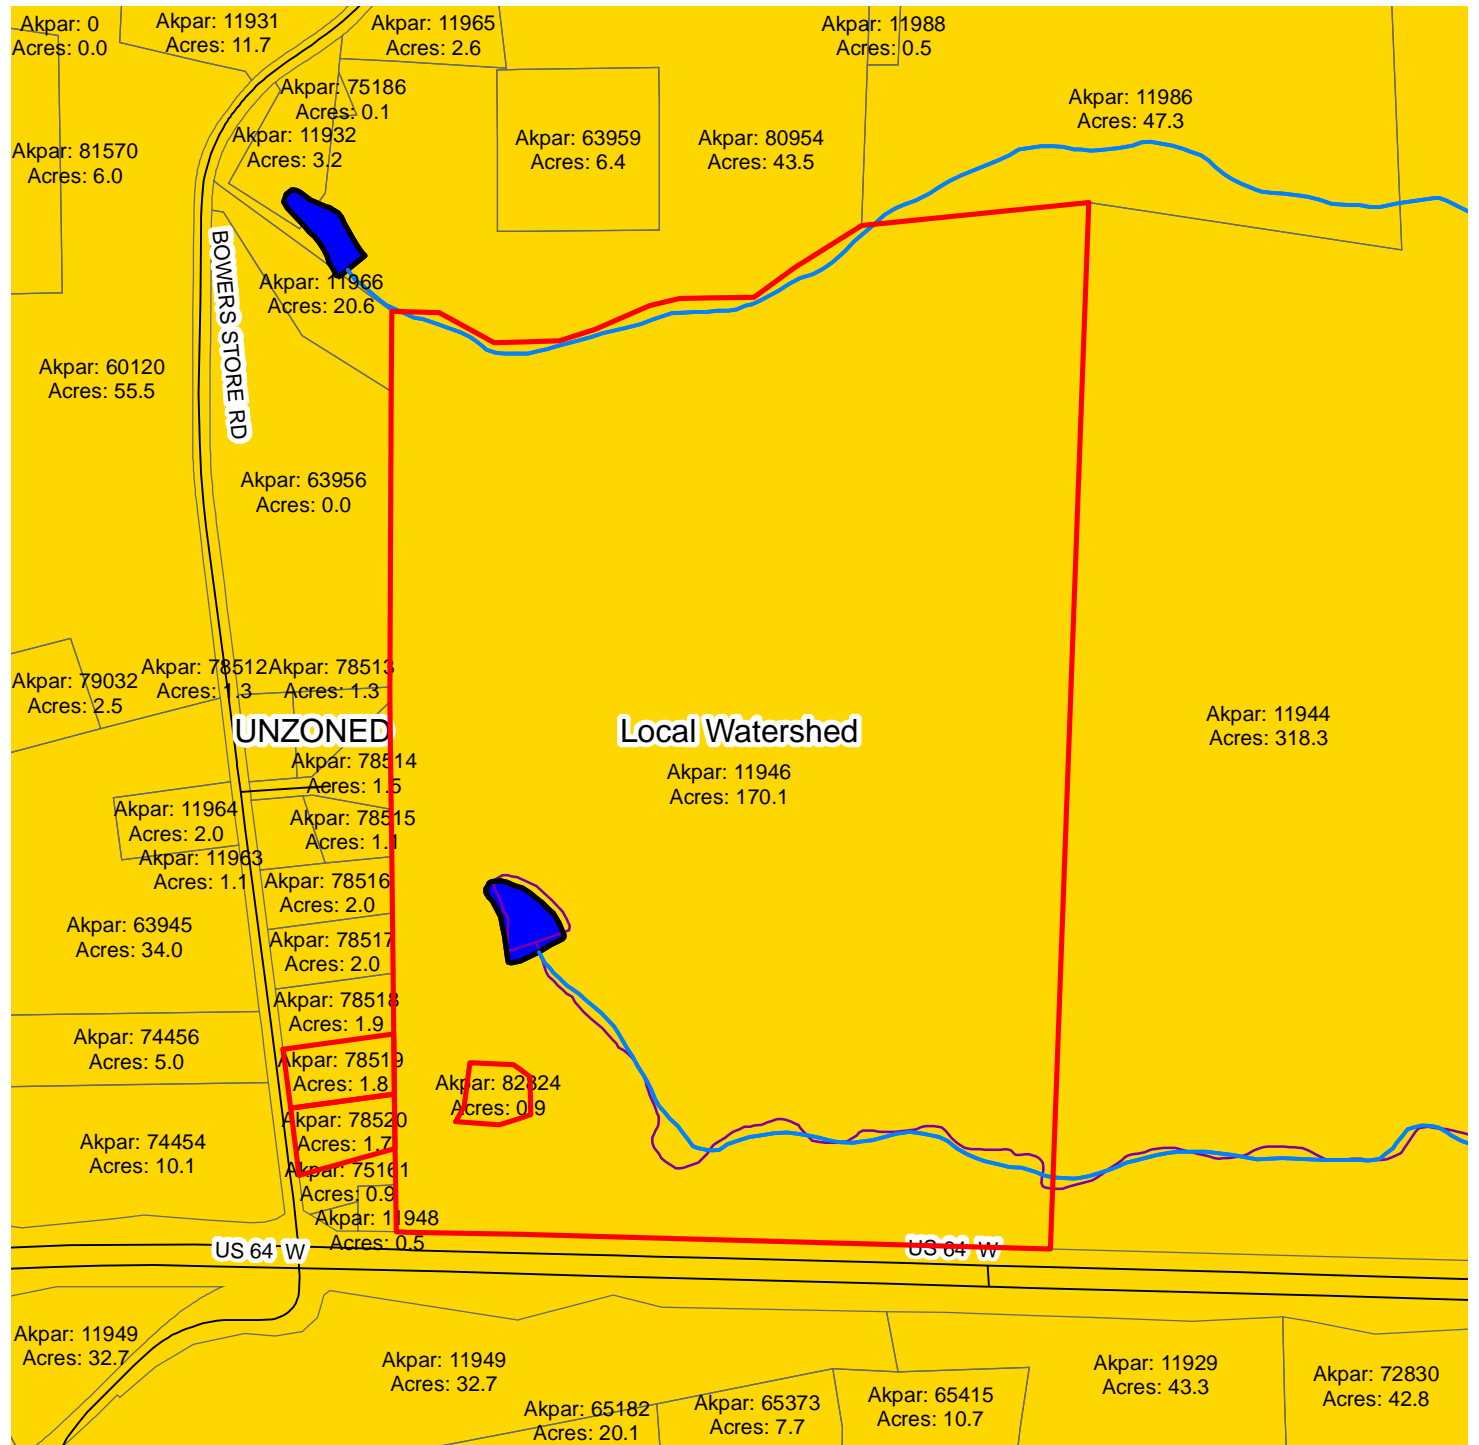 Akpar: 0
Acres: 0.0
Akpar: 11931
Acres: 11.7
Akpar: 11965
Acres: 2.6
Akpar: 11988
Acres: 0.5
Akpar: 75186
Acres: 0.1
Akpar: 11986
Acres: 47.3
Akpar: 11932
Acres: 3.2
Akpar: 63959
Acres: 6.4
Akpar: 80954
Acres: 43.5
Akpar: 81570
Acres: 6.0
BOWERS STORE RD
Akpar: 11966
Acres: 20.6
Akpar: 60120
Acres: 55.5
Akpar: 63956
Acres: 0.0
Akpar: 79032
Acres: 2.5
Akpar: 78512
Acres: 1.3
Akpar: 78513
Acres: 1.3
UNZONED
Local Watershed
Akpar: 11944
Acres: 318.3
Akpar: 78514
Acres: 1.5
Akpar: 11946
Acres: 170.1
Akpar: 11964
Acres: 2.0
Akpar: 78515
Acres: 1.1
Akpar: 11963
Acres: 1.1
Akpar: 78516
Acres: 2.0
Akpar: 63945
Acres: 34.0
Akpar: 78517
Acres: 2.0
Akpar: 78518
Acres: 1.9
Akpar: 74456
Acres: 5.0
Akpar: 78519
Acres: 1.8
Akpar: 82824
Acres: 0.9
Akpar: 78520
Acres: 1.7
Akpar: 74454
Acres: 10.1
Akpar: 75161
Acres: 0.9
Akpar: 11948
Acres: 0.5
US 64 W
US 64 W
Akpar: 11949
Acres: 32.7
Akpar: 11949
Acres: 32.7
Akpar: 11929
Acres: 43.3
Akpar: 72830
Acres: 42.8
Akpar: 65182
Acres: 20.1
Akpar: 65373
Acres: 7.7
Akpar: 65415
Acres: 10.7